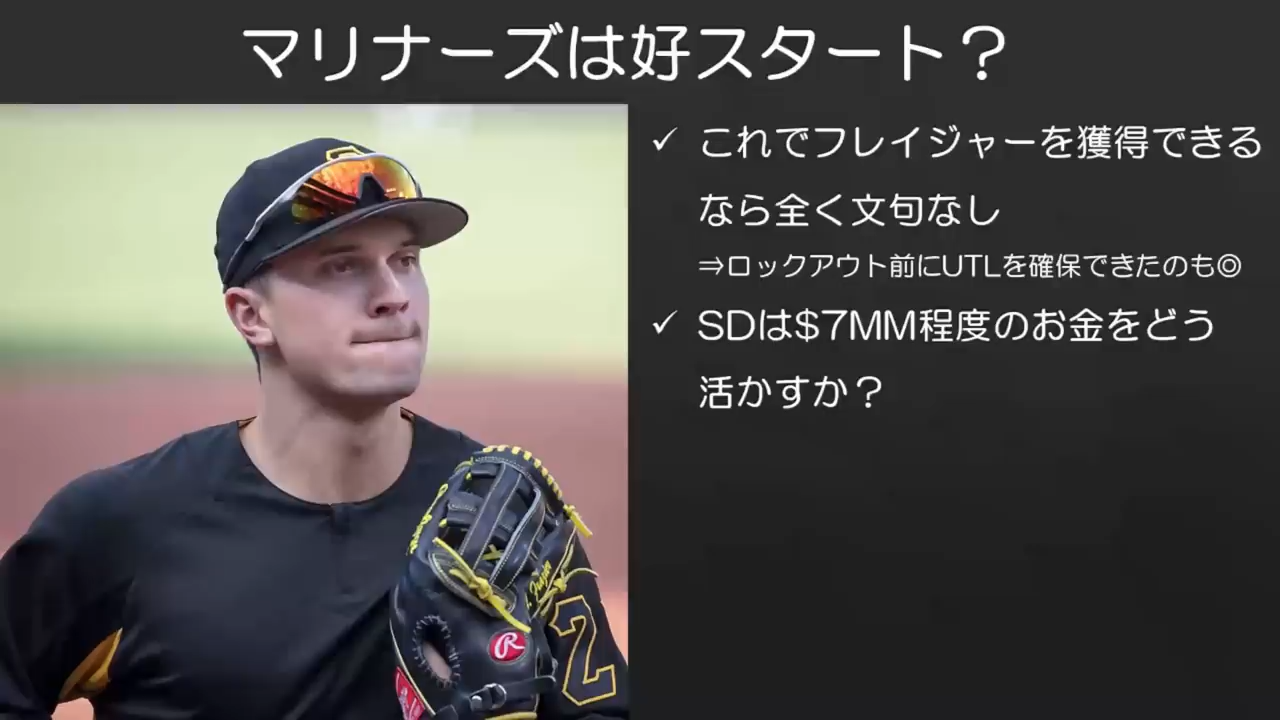 マリナーズは好スタート？
✓ これでフレイジャーを獲得できる
なら全く文句なし
⇒ロックアウト前にUTLを確保できたのも◎
✓ SDは$7MM程度のお金をどう
活かすか？
R
2